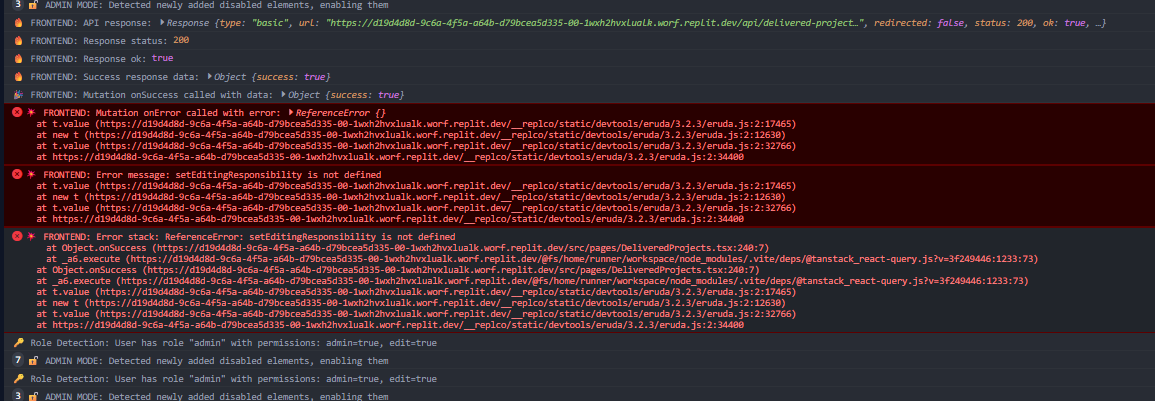 3 ADMIN MODE: Detected newly added disabled elements, enabling them
FRONTEND: API response: Response {type: "basic", url: "https://d19d4d8d-9c6a-4f5a-a64b-d79bcea5d335-00-1wxh2hvxlualk.worf.replit.dev/api/delivered-project…", redirected: false, status: 200, ok: true, …}
FRONTEND: Response status: 200
FRONTEND: Response ok: true
FRONTEND: Success response data: Object {success: true}
FRONTEND: Mutation onSuccess called with data: Object {success: true}
FRONTEND: Mutation onError called with error: ReferenceError {}
at t.value (https://d19d4d8d-9c6a-4f5a-a64b-d79bcea5d335-00-1wxh2hvxlualk.worf.replit.dev/__replco/static/devtools/eruda/3.2.3/eruda.js:2:17465)
at new t (https://d19d4d8d-9c6a-4f5a-a64b-d79bcea5d335-00-1wxh2hvxlualk.worf.replit.dev/__replco/static/devtools/eruda/3.2.3/eruda.js:2:12630)
at t.value (https://d19d4d8d-9c6a-4f5a-a64b-d79bcea5d335-00-1wxh2hvxlualk.worf.replit.dev/__replco/static/devtools/eruda/3.2.3/eruda.js:2:32766)
at https://d19d4d8d-9c6a-4f5a-a64b-d79bcea5d335-00-1wxh2hvxlualk.worf.replit.dev/__replco/static/devtools/eruda/3.2.3/eruda.js:2:34400
FRONTEND: Error message: setEditingResponsibility is not defined
at t.value (https://d19d4d8d-9c6a-4f5a-a64b-d79bcea5d335-00-1wxh2hvxlualk.worf.replit.dev/__replco/static/devtools/eruda/3.2.3/eruda.js:2:17465)
at new t (https://d19d4d8d-9c6a-4f5a-a64b-d79bcea5d335-00-1wxh2hvxlualk.worf.replit.dev/__replco/static/devtools/eruda/3.2.3/eruda.js:2:12630)
at t.value (https://d19d4d8d-9c6a-4f5a-a64b-d79bcea5d335-00-1wxh2hvxlualk.worf.replit.dev/__replco/static/devtools/eruda/3.2.3/eruda.js:2:32766)
at https://d19d4d8d-9c6a-4f5a-a64b-d79bcea5d335-00-1wxh2hvxlualk.worf.replit.dev/__replco/static/devtools/eruda/3.2.3/eruda.js:2:34400
FRONTEND: Error stack: ReferenceError: setEditingResponsibility is not defined
at Object.onSuccess (https://d19d4d8d-9c6a-4f5a-a64b-d79bcea5d335-00-1wxh2hvxlualk.worf.replit.dev/src/pages/DeliveredProjects.tsx:240:7)
at _a6.execute (https://d19d4d8d-9c6a-4f5a-a64b-d79bcea5d335-00-1wxh2hvxlualk.worf.replit.dev/@fs/home/runner/workspace/node_modules/.vite/deps/@tanstack_react-query.js?v=3f249446:1233:73)
at Object.onSuccess (https://d19d4d8d-9c6a-4f5a-a64b-d79bcea5d335-00-1wxh2hvxlualk.worf.replit.dev/src/pages/DeliveredProjects.tsx:240:7)
at _a6.execute (https://d19d4d8d-9c6a-4f5a-a64b-d79bcea5d335-00-1wxh2hvxlualk.worf.replit.dev/@fs/home/runner/workspace/node_modules/.vite/deps/@tanstack_react-query.js?v=3f249446:1233:73)
at t.value (https://d19d4d8d-9c6a-4f5a-a64b-d79bcea5d335-00-1wxh2hvxlualk.worf.replit.dev/__replco/static/devtools/eruda/3.2.3/eruda.js:2:17465)
at new t (https://d19d4d8d-9c6a-4f5a-a64b-d79bcea5d335-00-1wxh2hvxlualk.worf.replit.dev/__replco/static/devtools/eruda/3.2.3/eruda.js:2:12630)
at t.value (https://d19d4d8d-9c6a-4f5a-a64b-d79bcea5d335-00-1wxh2hvxlualk.worf.replit.dev/__replco/static/devtools/eruda/3.2.3/eruda.js:2:32766)
at https://d19d4d8d-9c6a-4f5a-a64b-d79bcea5d335-00-1wxh2hvxlualk.worf.replit.dev/__replco/static/devtools/eruda/3.2.3/eruda.js:2:34400
Role Detection: User has role "admin" with permissions: admin=true, edit=true
7 ADMIN MODE: Detected newly added disabled elements, enabling them
Role Detection: User has role "admin" with permissions: admin=true, edit=true
3 ADMIN MODE: Detected newly added disabled elements, enabling them